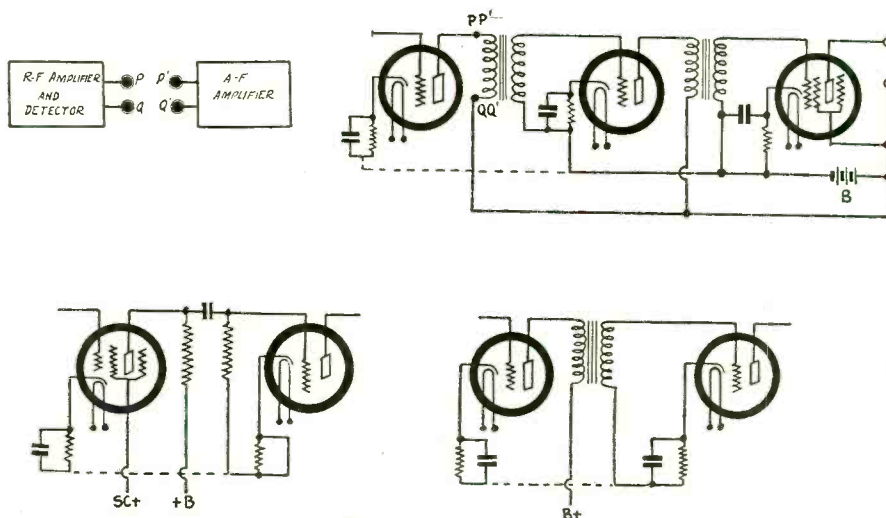 R-F AMPLIFIER
AND
DETECTOR
P
Q
P'
Q'
A-F
AMPLIFIER
PP'
QQ'
B
SC+
+B
B+